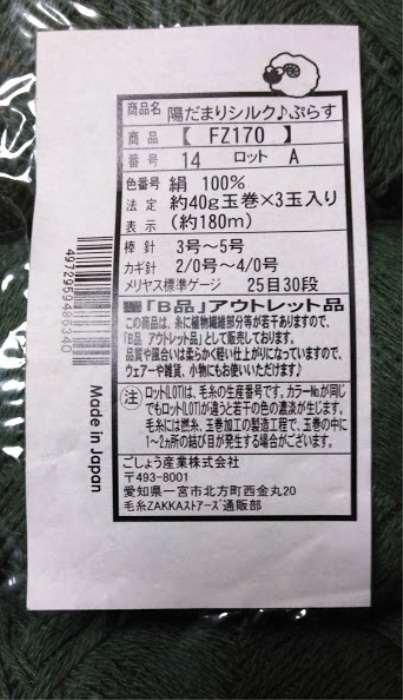 商品名 陽だまりシルク♪ぷらす
商品 【 FZ170 】
番号 14 ロット A
色番号 絹 100%
法定 約40g玉巻×3玉入り
表示 (約180m)
棒針 3号～5号
カギ針 2/0号～4/0号
メリヤス標準ゲージ 25目30段
「B品」アウトレット品
この商品は、糸に植物繊維部分等が若干ありますので、
「B品 アウトレット品」として販売しております。
品質や風合いは柔らかく軽い仕上がりになっていますので、
ウェアーや雑貨、小物にもお使いいただけます♪
注 ロット(LOT)は、毛糸の生産番号です。カラーNo.が同じ
でもロット(LOT)が違うと若干の色の濃淡が生じます。
毛糸には撚糸、玉巻加工の製造工程で、玉巻の中に
1～2ヵ所の結び目が発生する場合がございます。
ごしょう産業株式会社
〒493-8001
愛知県一宮市北方町西金丸20
毛糸ZAKKAストアーズ通販部
4972959486340
Made in Japan